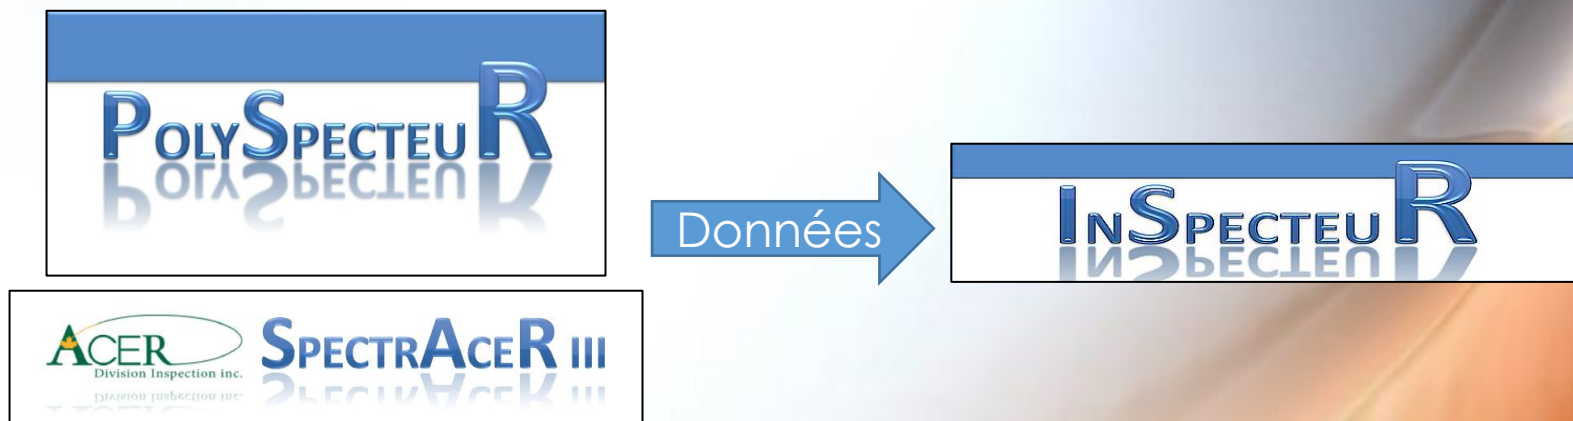 PolySpecteuR
ACER
Division Inspection inc.
SpectrAceR III
Données
InSpecteuR